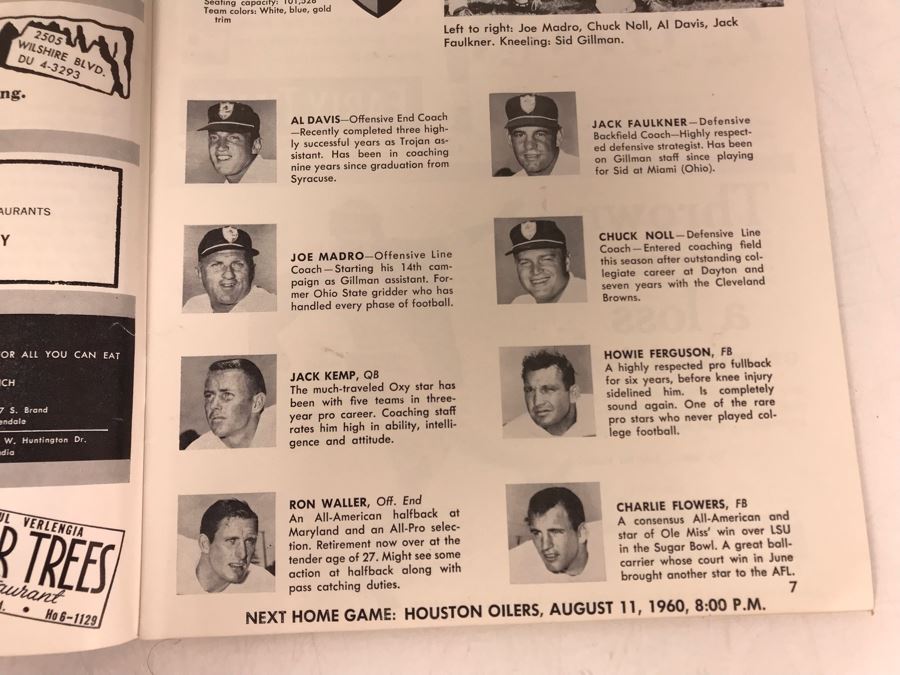 2505
WILSHIRE BLVD.
DU 4-3293
ng.
AURANTS
Y
OR ALL YOU CAN EAT
CH
7 S. Brand
endale
W. Huntington Dr.
dia
UL VERLENGIA
R TREES
aurant
Ho 6-1129
Seating capacity: 101,528
Team colors: White, blue, gold
trim
Left to right: Joe Madro, Chuck Noll, Al Davis, Jack
Faulkner. Kneeling: Sid Gillman.
AL DAVIS—Offensive End Coach
—Recently completed three high-
ly successful years as Trojan as-
sistant. Has been in coaching
nine years since graduation from
Syracuse.
JACK FAULKNER—Defensive
Backfield Coach—Highly respect-
ed defensive strategist. Has been
on Gillman staff since playing
for Sid at Miami (Ohio).
JOE MADRO—Offensive Line
Coach—Starting his 14th cam-
paign as Gillman assistant. For-
mer Ohio State gridder who has
handled every phase of football.
CHUCK NOLL—Defensive Line
Coach—Entered coaching field
this season after outstanding col-
legiate career at Dayton and
seven years with the Cleveland
Browns.
JACK KEMP, QB
The much-traveled Oxy star has
been with five teams in three-
year pro career. Coaching staff
rates him high in ability, intelli-
gence and attitude.
HOWIE FERGUSON, FB
A highly respected pro fullback
for six years, before knee injury
sidelined him. Is completely
sound again. One of the rare
pro stars who never played col-
lege football.
RON WALLER, Off. End
An All-American halfback at
Maryland and an All-Pro selec-
tion. Retirement now over at the
tender age of 27. Might see some
action at halfback along with
pass catching duties.
CHARLIE FLOWERS, FB
A consensus All-American and
star of Ole Miss' win over LSU
in the Sugar Bowl. A great ball-
carrier whose court win in June
brought another star to the AFL.
7
NEXT HOME GAME: HOUSTON OILERS, AUGUST 11, 1960, 8:00 P.M.